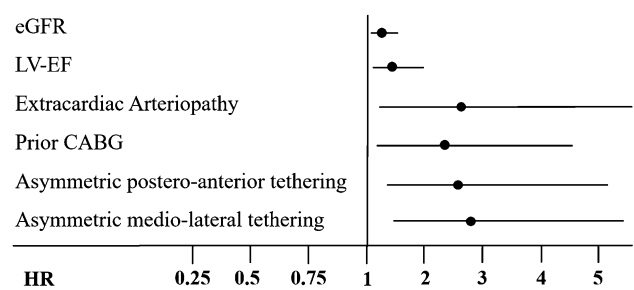 eGFR
LV-EF
Extracardiac Arteriopathy
Prior CABG
Asymmetric postero-anterior tethering
Asymmetric medio-lateral tethering
HR 0.25 0.5 0.75 1 2 3 4 5